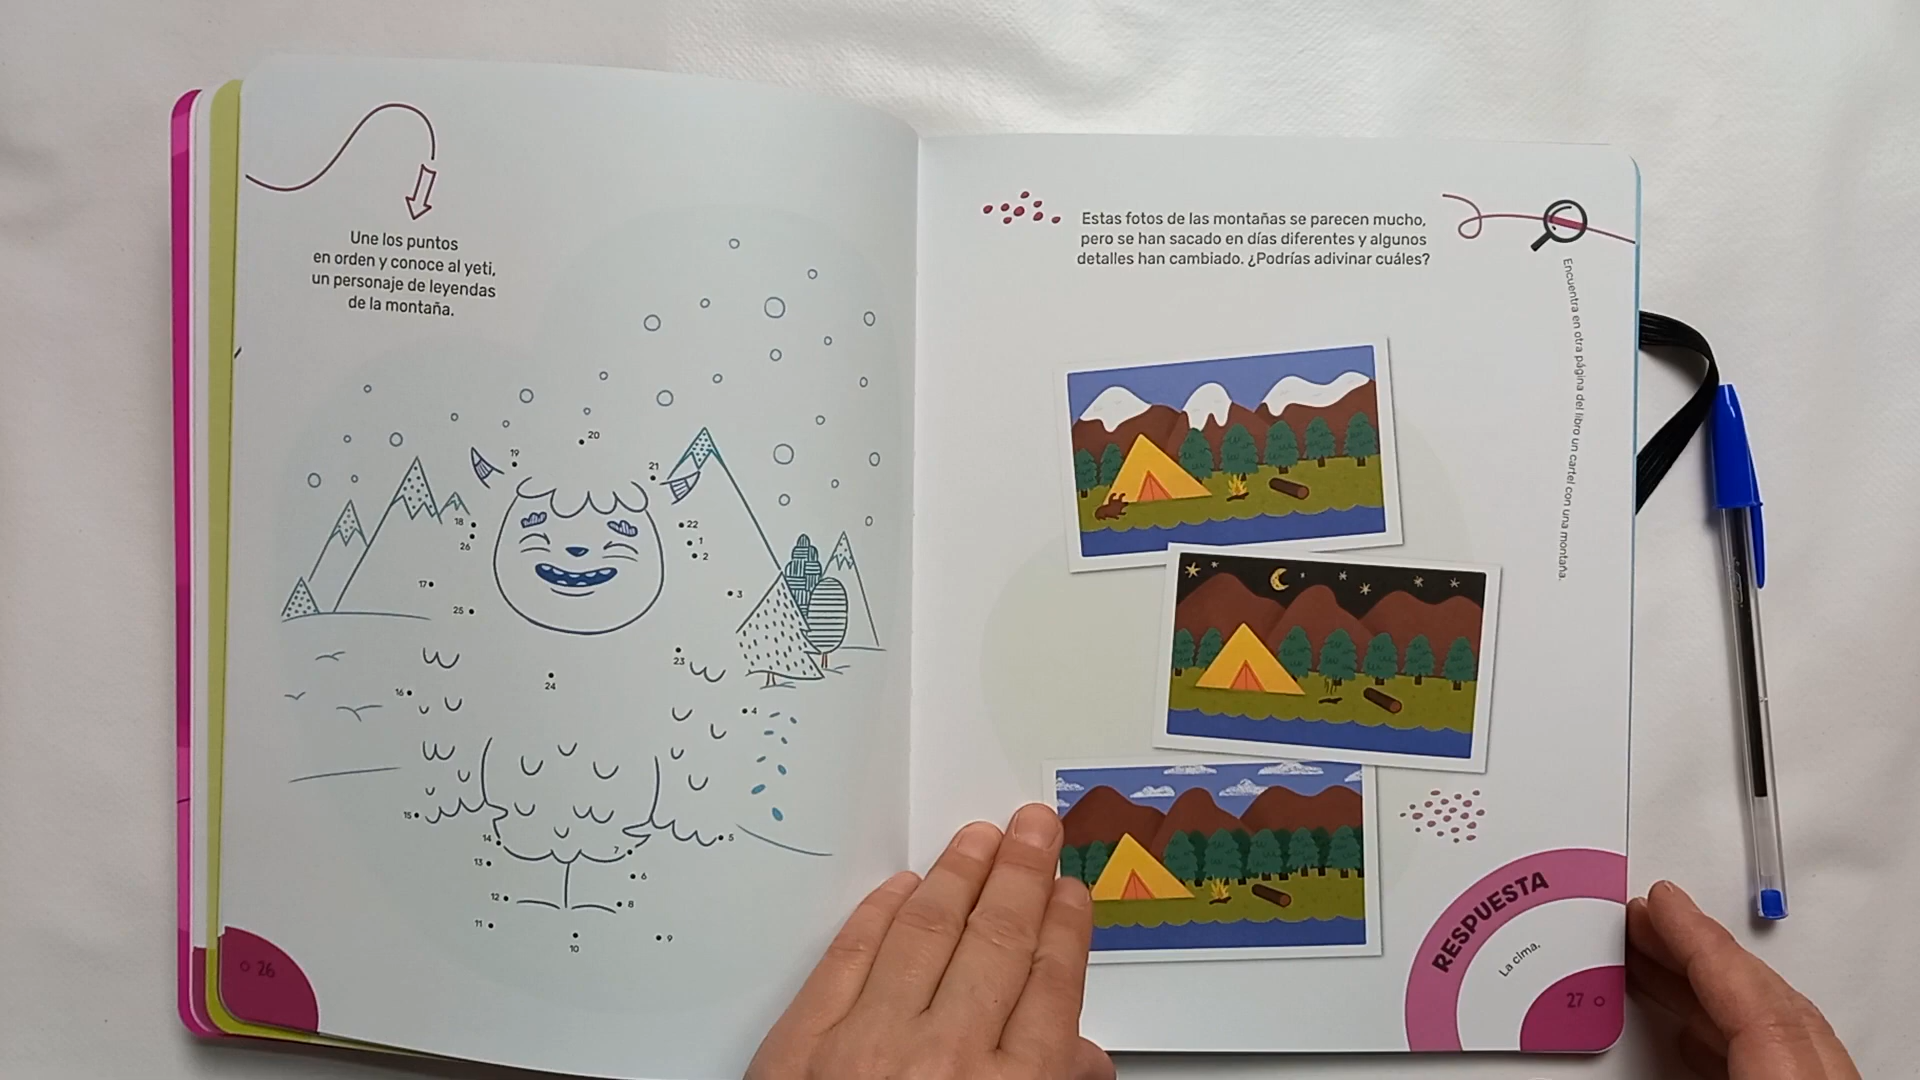 Une los puntos
en orden y conoce al yeti,
un personaje de leyendas
de la montaña.
20
19
21
18
26
22
1
2
17
25
3
23
24
16
4
15
14
7
5
13
6
12
8
11
10
9
26
Estas fotos de las montañas se parecen mucho,
pero se han sacado en días diferentes y algunos
detalles han cambiado. ¿Podrías adivinar cuáles?
Encuentra en otra página del libro un cartel con una montaña.
RESPUESTA
La cima.
27